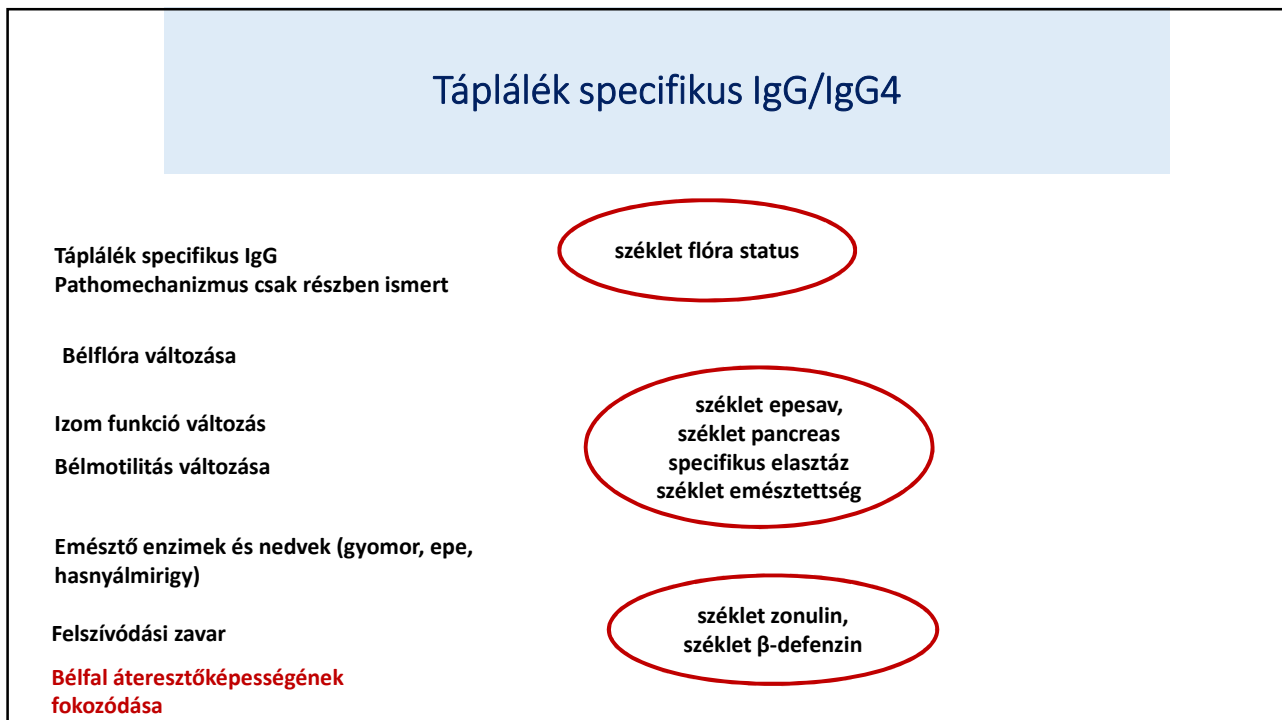 Táplálék specifikus IgG/IgG4
Táplálék specifikus IgG
Pathomechanizmus csak részben ismert
széklet flóra status
Bélflóra változása
Izom funkció változás
Bélmotilitás változása
széklet epesav,
széklet pancreas
specifikus elasztáz
széklet emésztettség
Emésztő enzimek és nedvek (gyomor, epe,
hasnyálmirigy)
Felszívódási zavar
széklet zonulin,
széklet β-defenzin
Bélfal áteresztőképességének
fokozódása